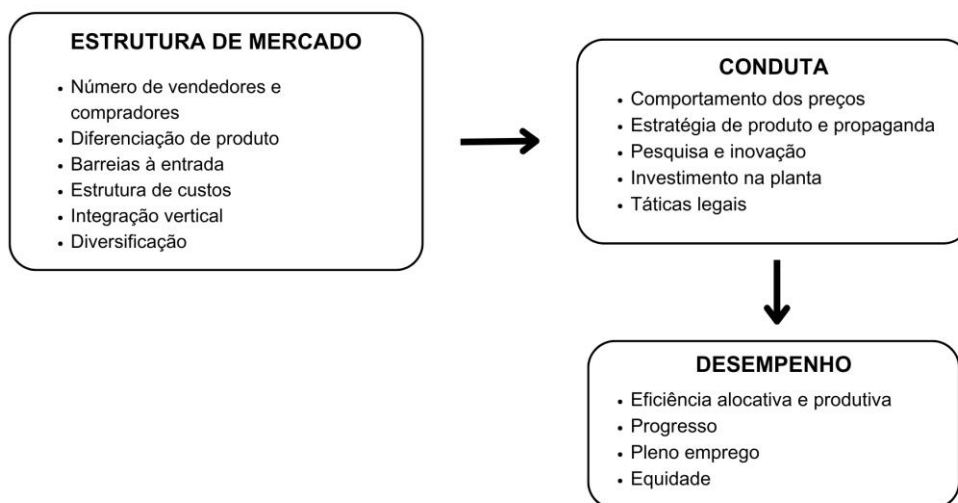 ESTRUTURA DE MERCADO
• Número de vendedores e
compradores
• Diferenciação de produto
• Barreias à entrada
• Estrutura de custos
• Integração vertical
• Diversificação
CONDUTA
• Comportamento dos preços
• Estratégia de produto e propaganda
• Pesquisa e inovação
• Investimento na planta
• Táticas legais
DESEMPENHO
• Eficiência alocativa e produtiva
• Progresso
• Pleno emprego
• Equidade